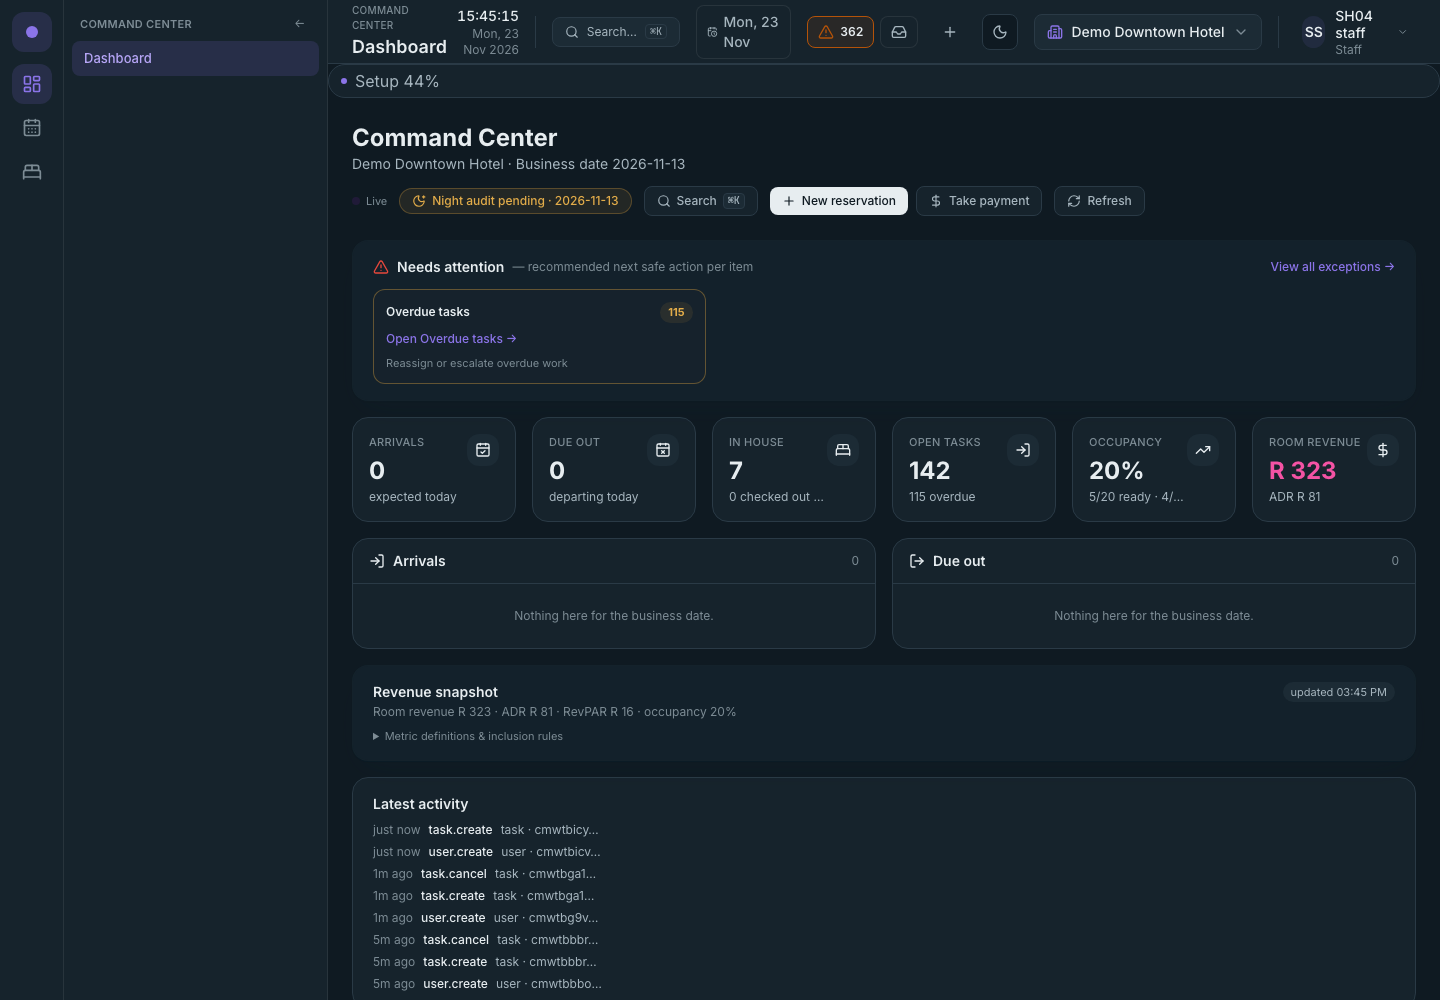 COMMAND CENTER
←
Dashboard
COMMAND
CENTER
Dashboard
15:45:15
Mon, 23
Nov 2026
Search... ⌘K
Mon, 23
Nov
362
Demo Downtown Hotel
SS
SH04
staff
Staff
Setup 44%
Command Center
Demo Downtown Hotel · Business date 2026-11-13
Live
Night audit pending · 2026-11-13
Search ⌘K
New reservation
Take payment
Refresh
Needs attention — recommended next safe action per item
View all exceptions →
Overdue tasks 115
Open Overdue tasks →
Reassign or escalate overdue work
ARRIVALS
0
expected today
DUE OUT
0
departing today
IN HOUSE
7
0 checked out ...
OPEN TASKS
142
115 overdue
OCCUPANCY
20%
5/20 ready · 4/...
ROOM REVENUE
R 323
ADR R 81
Arrivals 0
Nothing here for the business date.
Due out 0
Nothing here for the business date.
Revenue snapshot
updated 03:45 PM
Room revenue R 323 · ADR R 81 · RevPAR R 16 · occupancy 20%
Metric definitions & inclusion rules
Latest activity
just now task.create task · cmwtbicy...
just now user.create user · cmwtbicv...
1m ago task.cancel task · cmwtbga1...
1m ago task.create task · cmwtbga1...
1m ago user.create user · cmwtbg9v...
5m ago task.cancel task · cmwtbbbr...
5m ago task.create task · cmwtbbbr...
5m ago user.create user · cmwtbbbo...